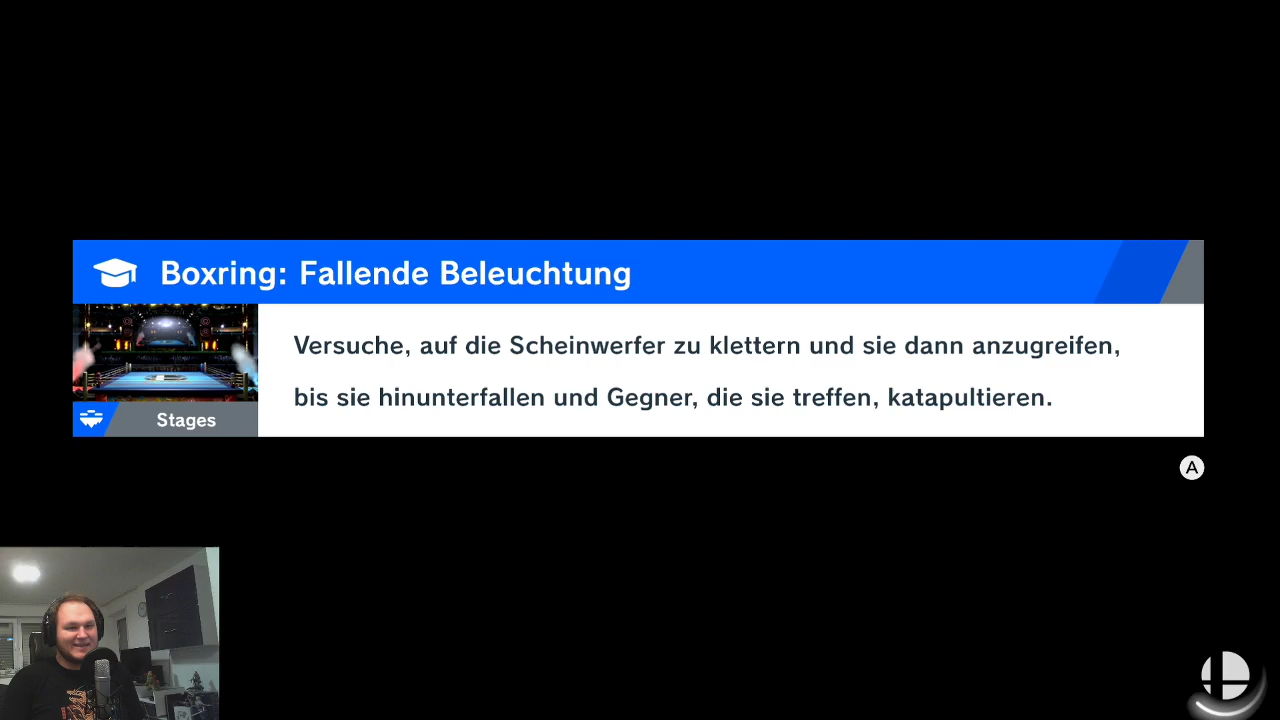 Boxring: Fallende Beleuchtung
Versuche, auf die Scheinwerfer zu klettern und sie dann anzugreifen,
bis sie hinunterfallen und Gegner, die sie treffen, katapultieren.
Stages
A